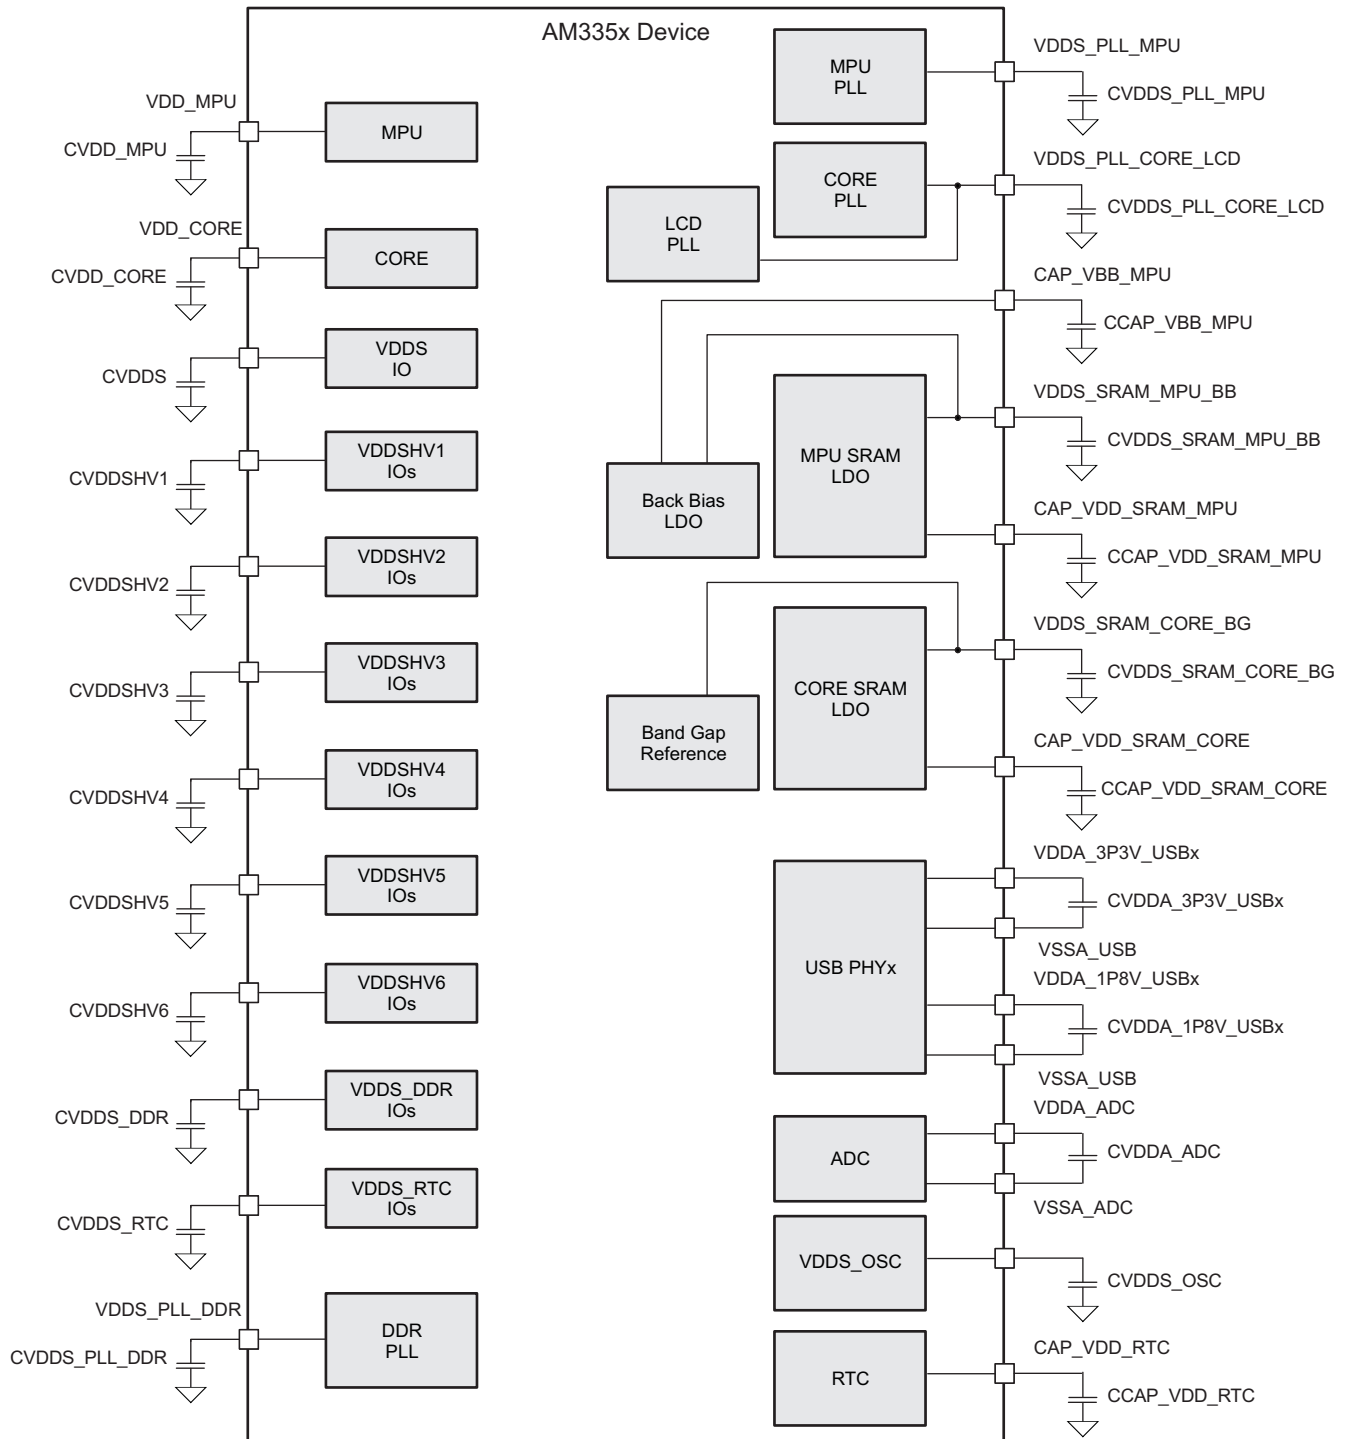 AM335x Device
VDD_MPU
CVDD_MPU
MPU
VDD_CORE
CVDD_CORE
CORE
CVDDS
VDDS
IO
CVDDSHV1
VDDSHV1
IOs
CVDDSHV2
VDDSHV2
IOs
CVDDSHV3
VDDSHV3
IOs
CVDDSHV4
VDDSHV4
IOs
CVDDSHV5
VDDSHV5
IOs
CVDDSHV6
VDDSHV6
IOs
CVDDS_DDR
VDDS_DDR
IOs
CVDDS_RTC
VDDS_RTC
IOs
VDDS_PLL_DDR
CVDDS_PLL_DDR
DDR
PLL
MPU
PLL
VDDS_PLL_MPU
CVDDS_PLL_MPU
CORE
PLL
VDDS_PLL_CORE_LCD
CVDDS_PLL_CORE_LCD
LCD
PLL
CAP_VBB_MPU
CCAP_VBB_MPU
MPU SRAM
LDO
VDDS_SRAM_MPU_BB
CVDDS_SRAM_MPU_BB
Back Bias
LDO
CAP_VDD_SRAM_MPU
CCAP_VDD_SRAM_MPU
CORE SRAM
LDO
VDDS_SRAM_CORE_BG
CVDDS_SRAM_CORE_BG
Band Gap
Reference
CAP_VDD_SRAM_CORE
CCAP_VDD_SRAM_CORE
USB PHYx
VDDA_3P3V_USBx
CVDDA_3P3V_USBx
VSSA_USB
VDDA_1P8V_USBx
CVDDA_1P8V_USBx
VSSA_USB
ADC
VDDA_ADC
CVDDA_ADC
VSSA_ADC
VDDS_OSC
CVDDS_OSC
RTC
CAP_VDD_RTC
CCAP_VDD_RTC